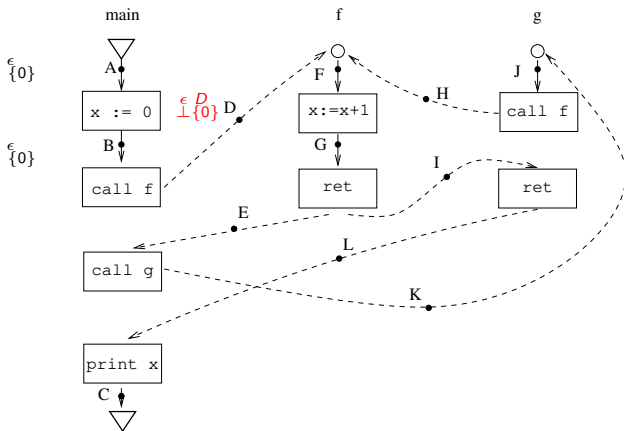 main f g
ϵ
{0}
A F J H
x := 0
ϵ D
⊥{0}
D
x:=x+1
call f
ϵ
{0}
B G I
call f
ret
ret
E
L
call g
K
print x
C